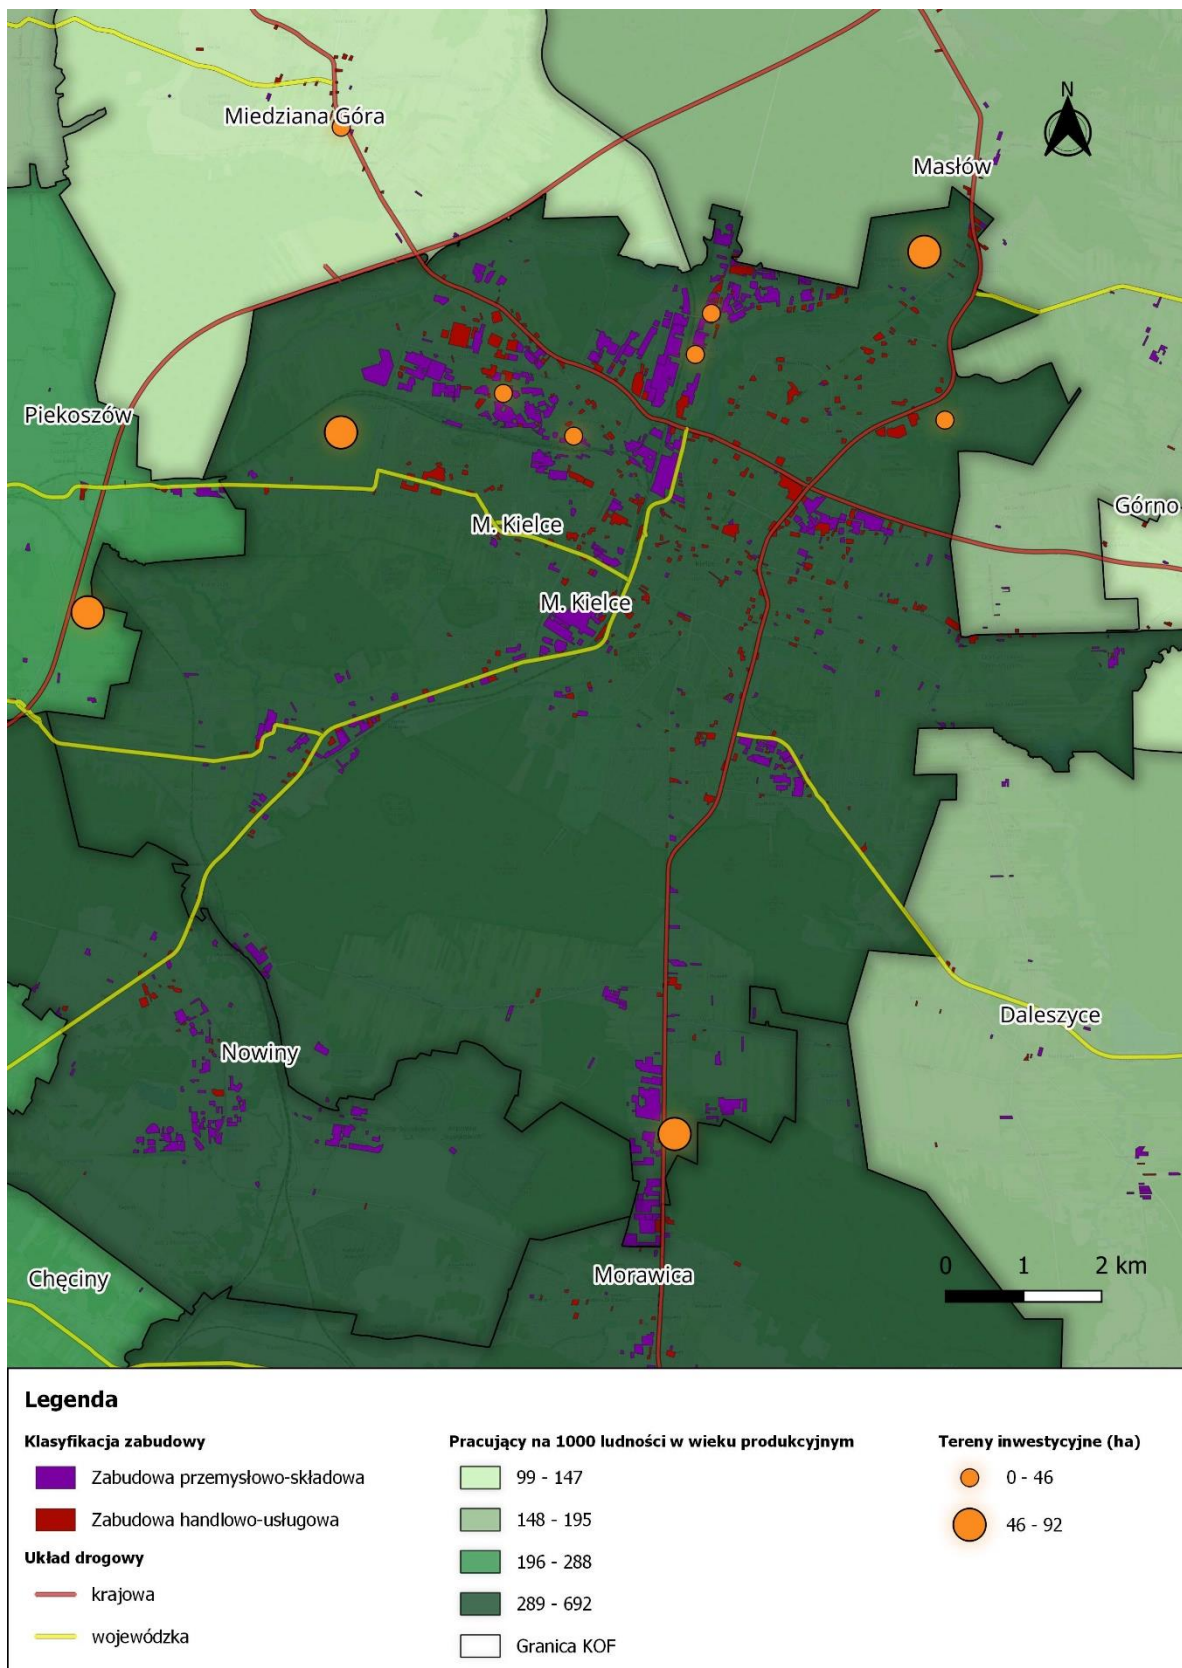 Miedziana Góra
N
Masłów
Piekoszów
Górno
M. Kielce
M. Kielce
Daleszyce
Nowiny
Morawica
Chęciny
0 1 2 km
Legenda
Klasyfikacja zabudowy
Zabudowa przemysłowo-składowa
Zabudowa handlowo-usługowa
Układ drogowy
krajowa
wojewódzka
Pracujący na 1000 ludności w wieku produkcyjnym
99 - 147
148 - 195
196 - 288
289 - 692
Granica KOF
Tereny inwestycyjne (ha)
0 - 46
46 - 92